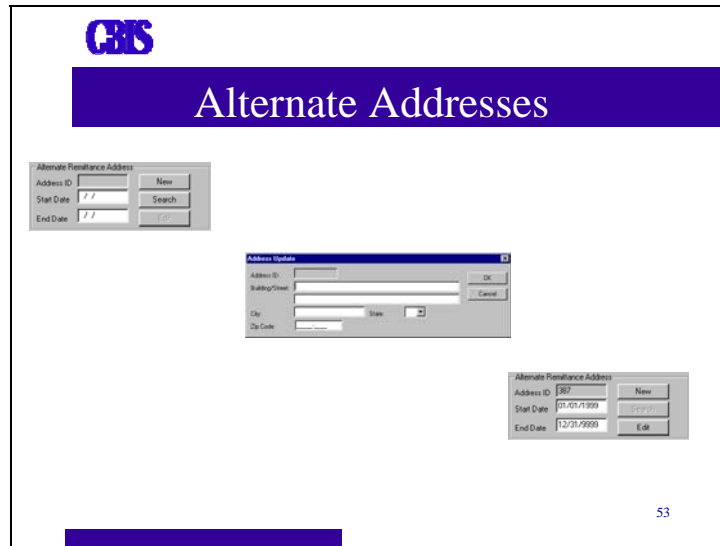 CBIS
Alternate Addresses
Alternate Remittance Address
Address ID New
Start Date / / Search
End Date / / Edit
Address Update
Address ID: OK
Building/Street: Cancel
City: State:
Zip Code: _____-____
Alternate Remittance Address
Address ID 387 New
Start Date 01/01/1999 Search
End Date 12/31/9999 Edit
53